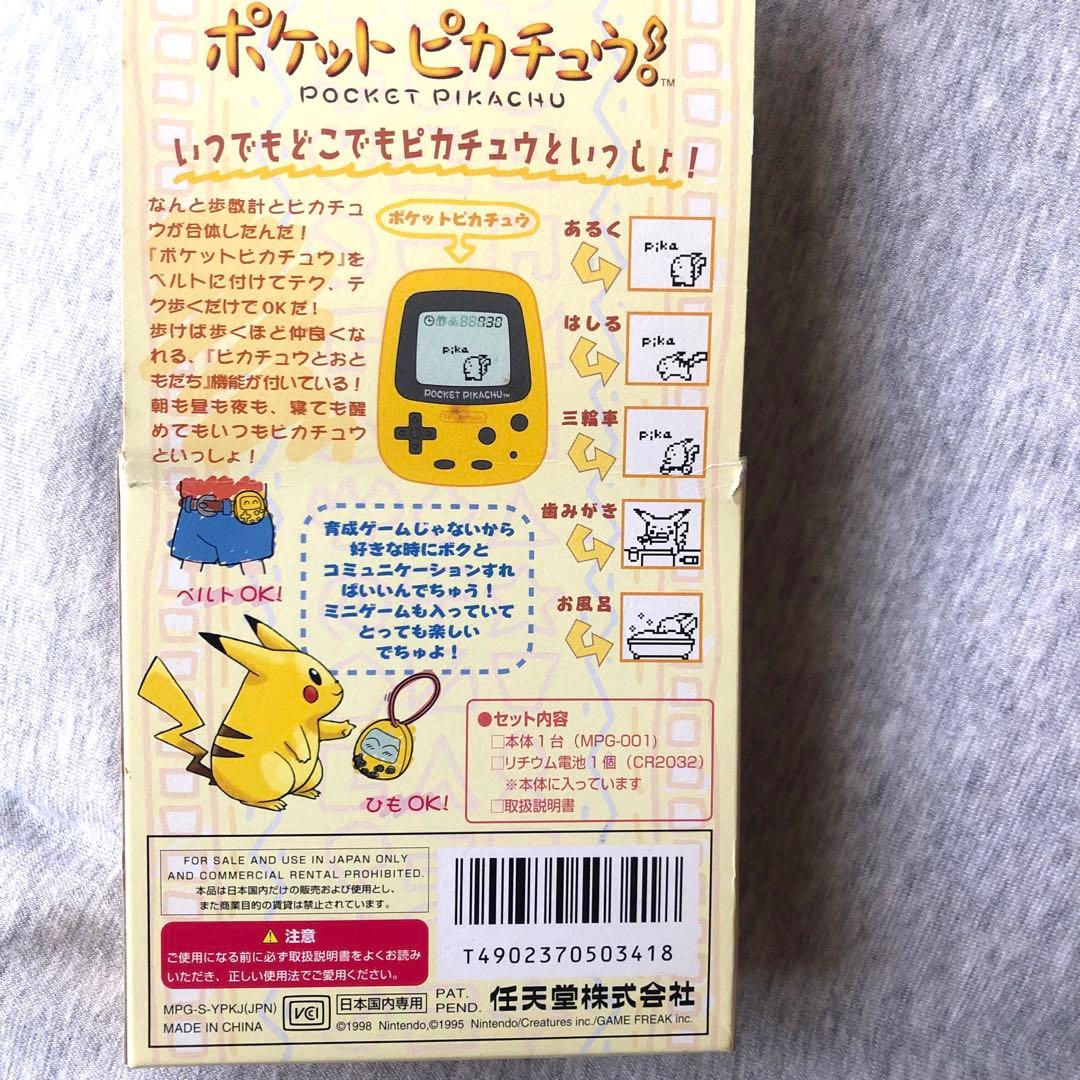 ポケットピカチュウ!™
POCKET PIKACHU
いつでもどこでもピカチュウといっしょ!
なんと歩数計とピカチュ
ウが合体したんだ!
『ポケットピカチュウ』を
ベルトに付けてテク、テ
ク歩くだけでOKだ!
歩けば歩くほど仲良くな
れる、『ピカチュウとおと
もだち』機能が付いている!
朝も昼も夜も、寝ても醒
めてもいつもピカチュウ
といっしょ!
ポケットピカチュウ
pika
POCKET PIKACHU™
Nintendo
あるく
pika
はしる
pika
三輪車
pika
歯みがき
お風呂
ベルトOK!
育成ゲームじゃないから
好きな時にボクと
コミュニケーションすれ
ばいいんでちゅう!
ミニゲームも入っていて
とっても楽しい
でちゅよ!
ひもOK!
●セット内容
□本体1台(MPG-001)
□リチウム電池1個(CR2032)
※本体に入っています
□取扱説明書
FOR SALE AND USE IN JAPAN ONLY
AND COMMERCIAL RENTAL PROHIBITED.
本品は日本国内だけの販売および使用とし、
また商業目的の賃貸は禁止されています。
⚠注意
ご使用になる前に必ず取扱説明書をよくお読み
いただき、正しい使用法でご愛用ください。
T4902370503418
MPG-S-YPKJ(JPN)
MADE IN CHINA
VCI
日本国内専用
PAT.
PEND.
任天堂株式会社
©1998 Nintendo,©1995 Nintendo/Creatures inc./GAME FREAK inc.